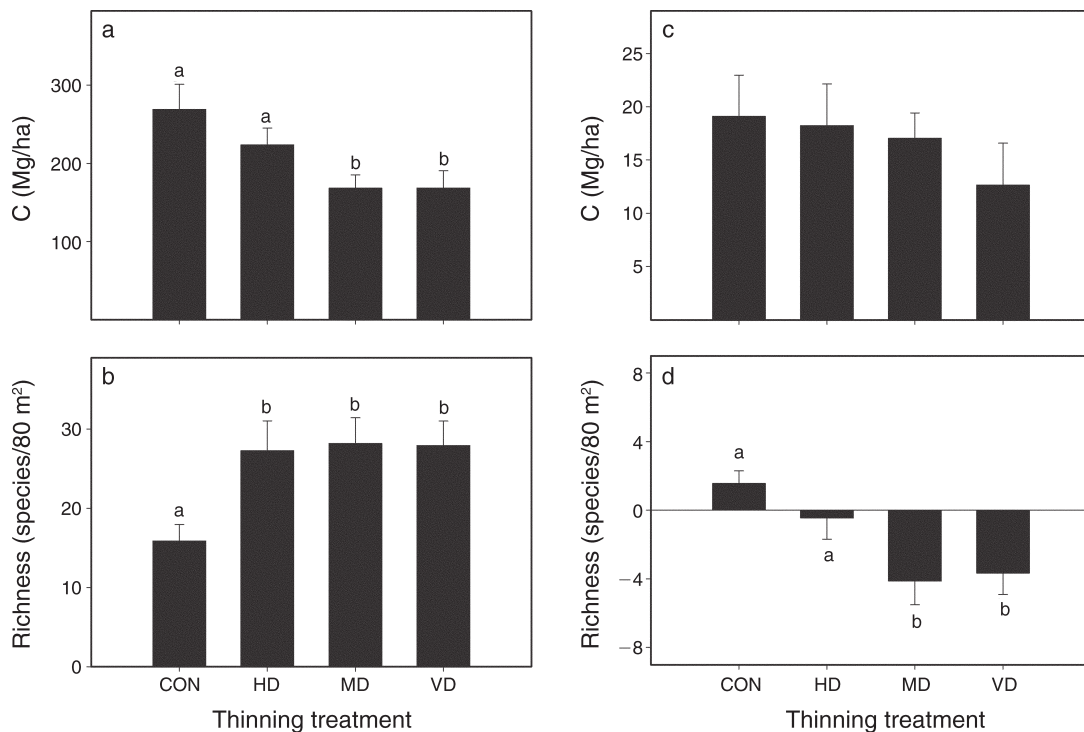 a
C (Mg/ha)
300
200
100
a
a
b
b
c
C (Mg/ha)
25
20
15
10
5
b
Richness (species/80 m²)
30
20
10
0
a
b
b
b
CON HD MD VD
Thinning treatment
d
Richness (species/80 m²)
8
4
0
−4
−8
a
a
b
b
CON HD MD VD
Thinning treatment